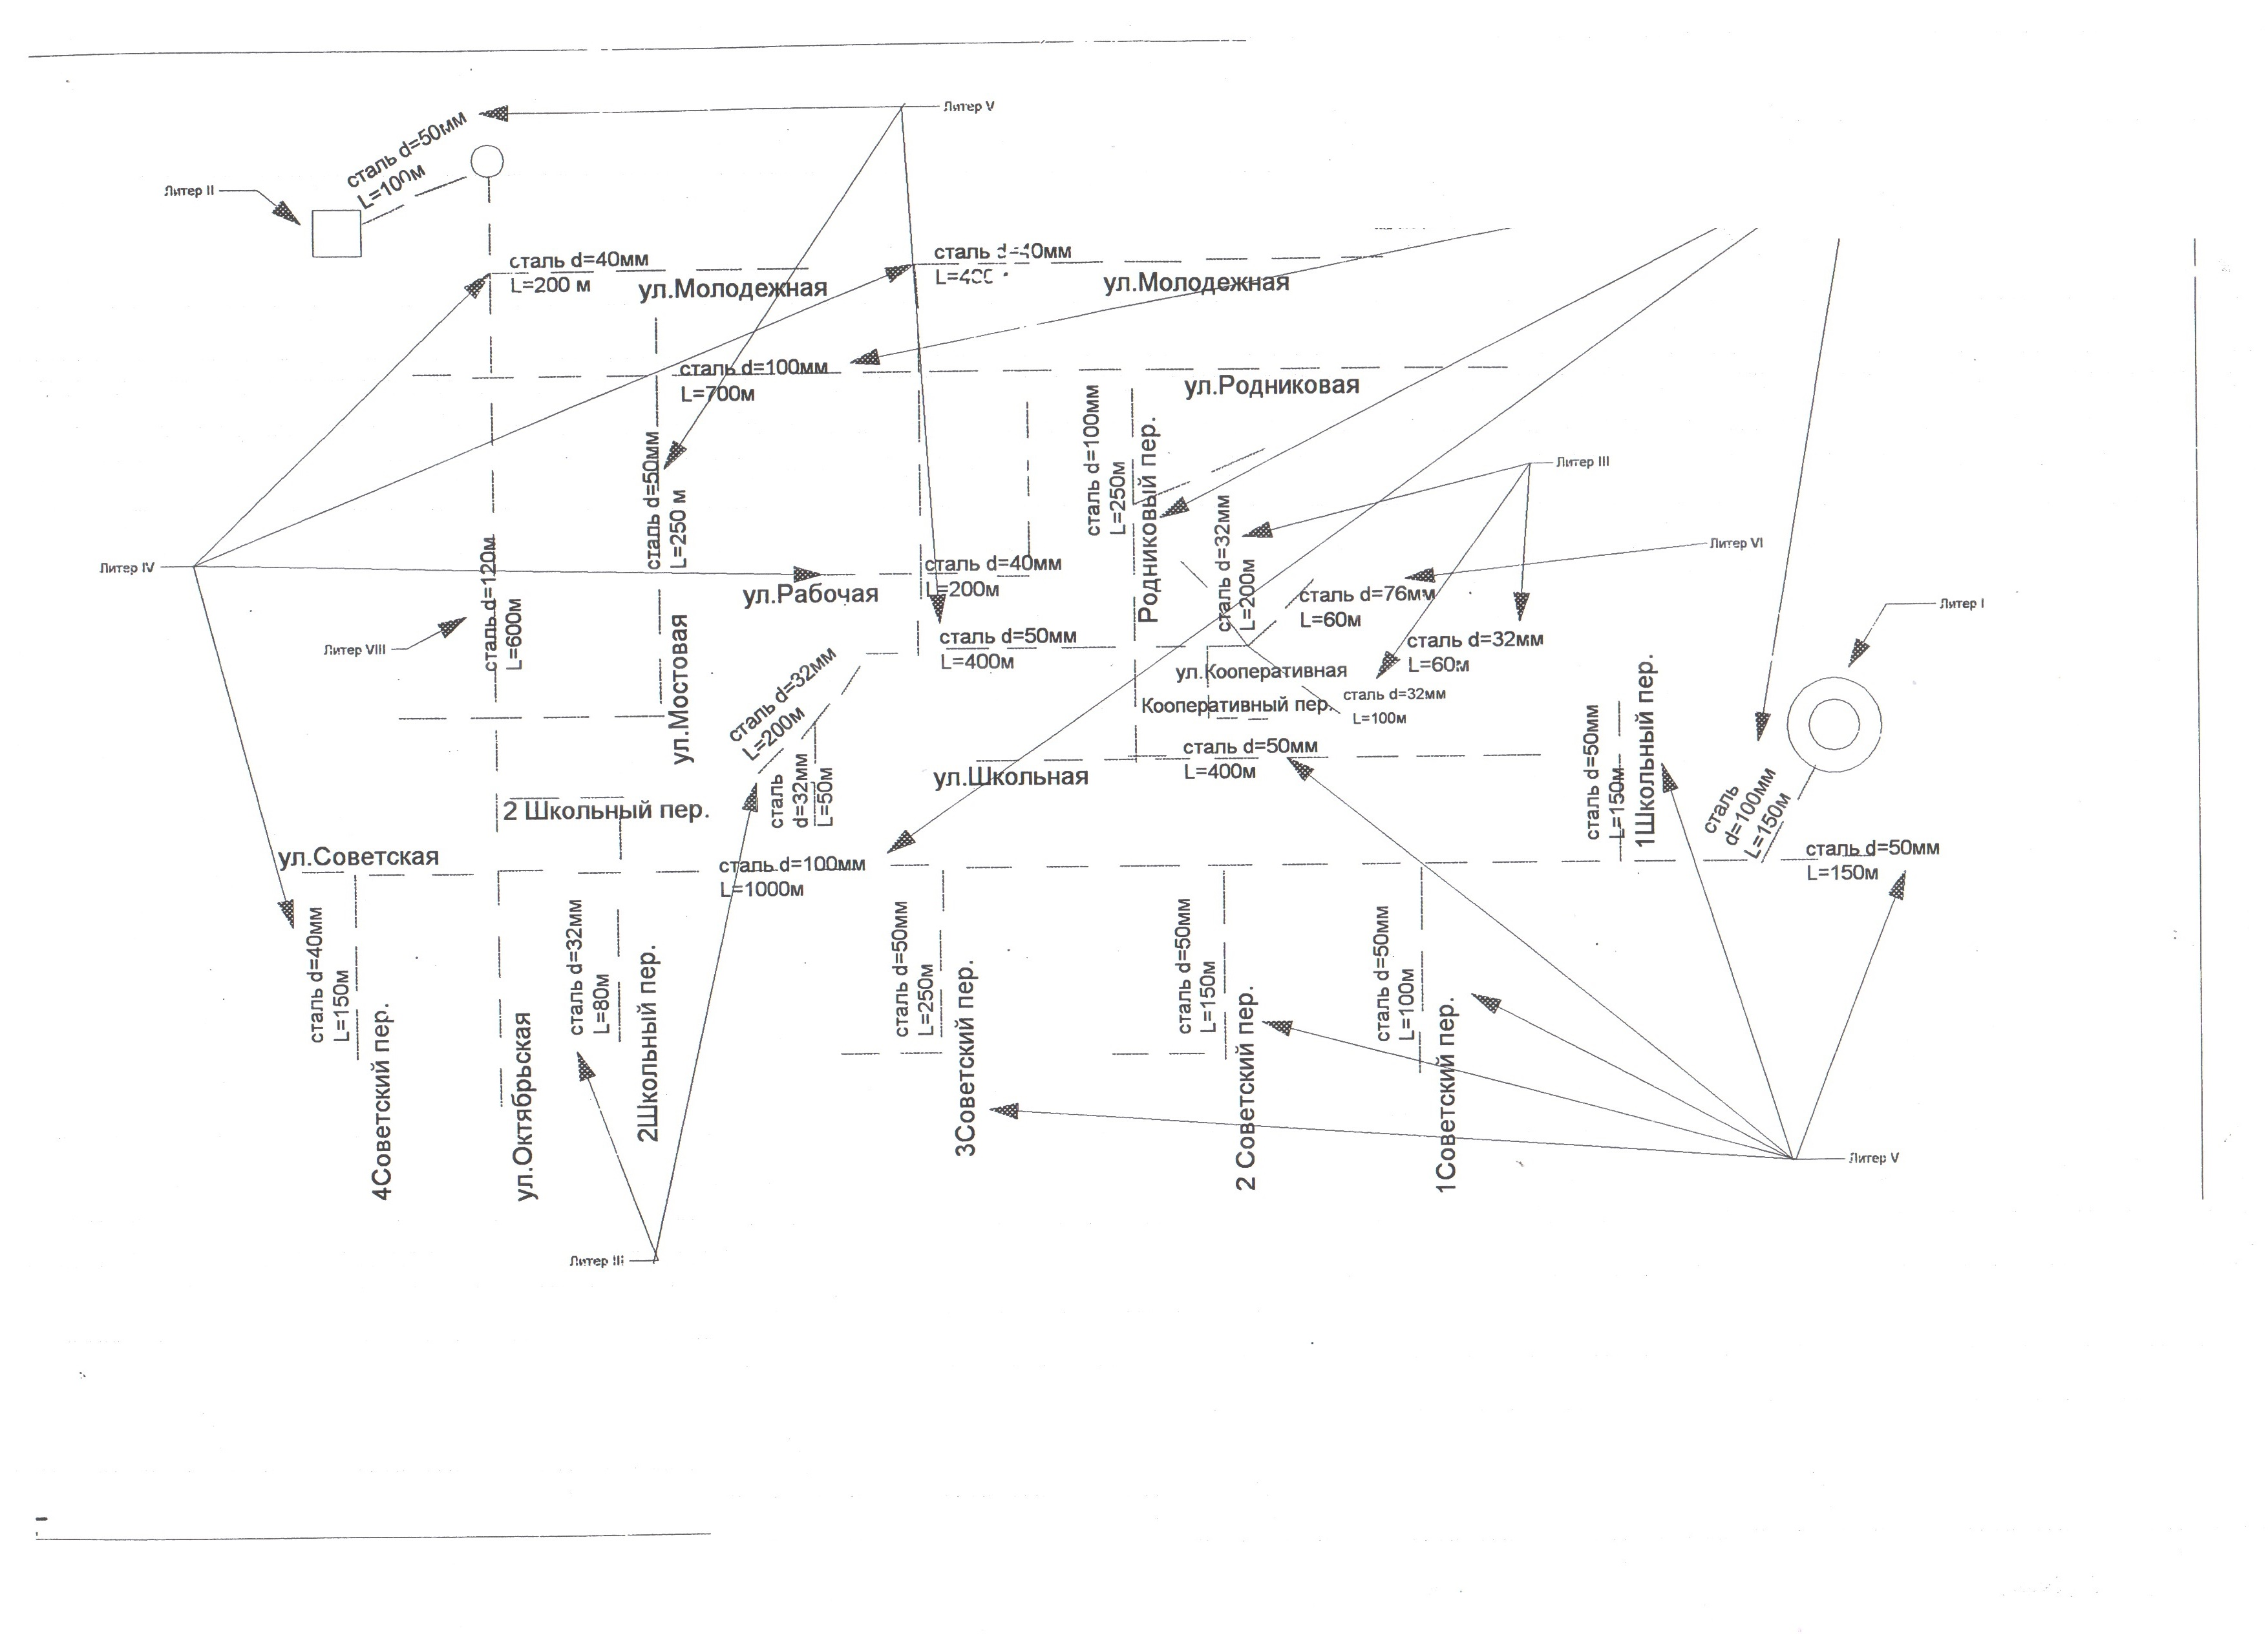 Литер V
сталь d=50мм
L=100м
Литер II
сталь d=40мм
L=200 м
ул.Молодежная
сталь d=40мм
ул.Молодежная
сталь d=100мм
L=700м
ул.Родниковая
сталь d=50мм
L=250 м
сталь d=100мм
L=250м
Родниковый пер.
Литер III
Литер VI
Литер IV
сталь d=120м
L=600м
Литер VIII
ул.Рабочая
сталь d=40мм
L=200м
сталь d=32мм
L=200м
сталь d=76мм
L=60м
Литер I
сталь d=50мм
L=400м
сталь d=32мм
L=60м
ул.Мостовая
ул.Кооперативная
Кооперативный пер.
сталь d=32мм
L=100м
сталь d=32мм
L=200м
сталь
d=32мм
L=50м
ул.Школьная
сталь d=50мм
L=400м
сталь d=50мм
L=150м
1Школьный пер.
сталь
d=100мм
L=150м
2 Школьный пер.
ул.Советская
сталь d=100мм
L=1000м
сталь d=50мм
L=150м
сталь d=40мм
L=150м
4Советский пер.
ул.Октябрьская
сталь d=32мм
L=80м
2Школьный пер.
сталь d=50мм
L=250м
3Советский пер.
сталь d=50мм
L=150м
2 Советский пер.
сталь d=50мм
L=100м
1Советский пер.
Литер V
Литер III